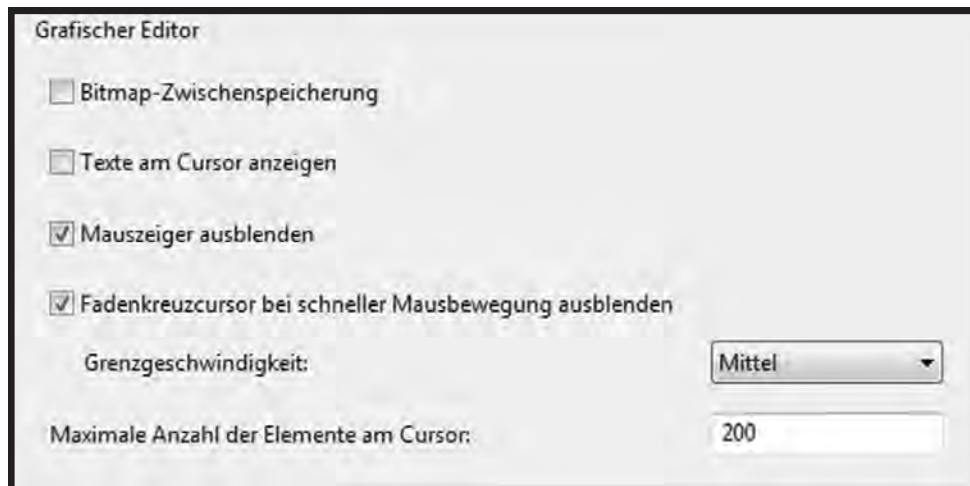 Grafischer Editor
Bitmap-Zwischenspeicherung
Texte am Cursor anzeigen
Mauszeiger ausblenden
Fadenkreuzcursor bei schneller Mausbewegung ausblenden
Grenzgeschwindigkeit: Mittel
Maximale Anzahl der Elemente am Cursor: 200